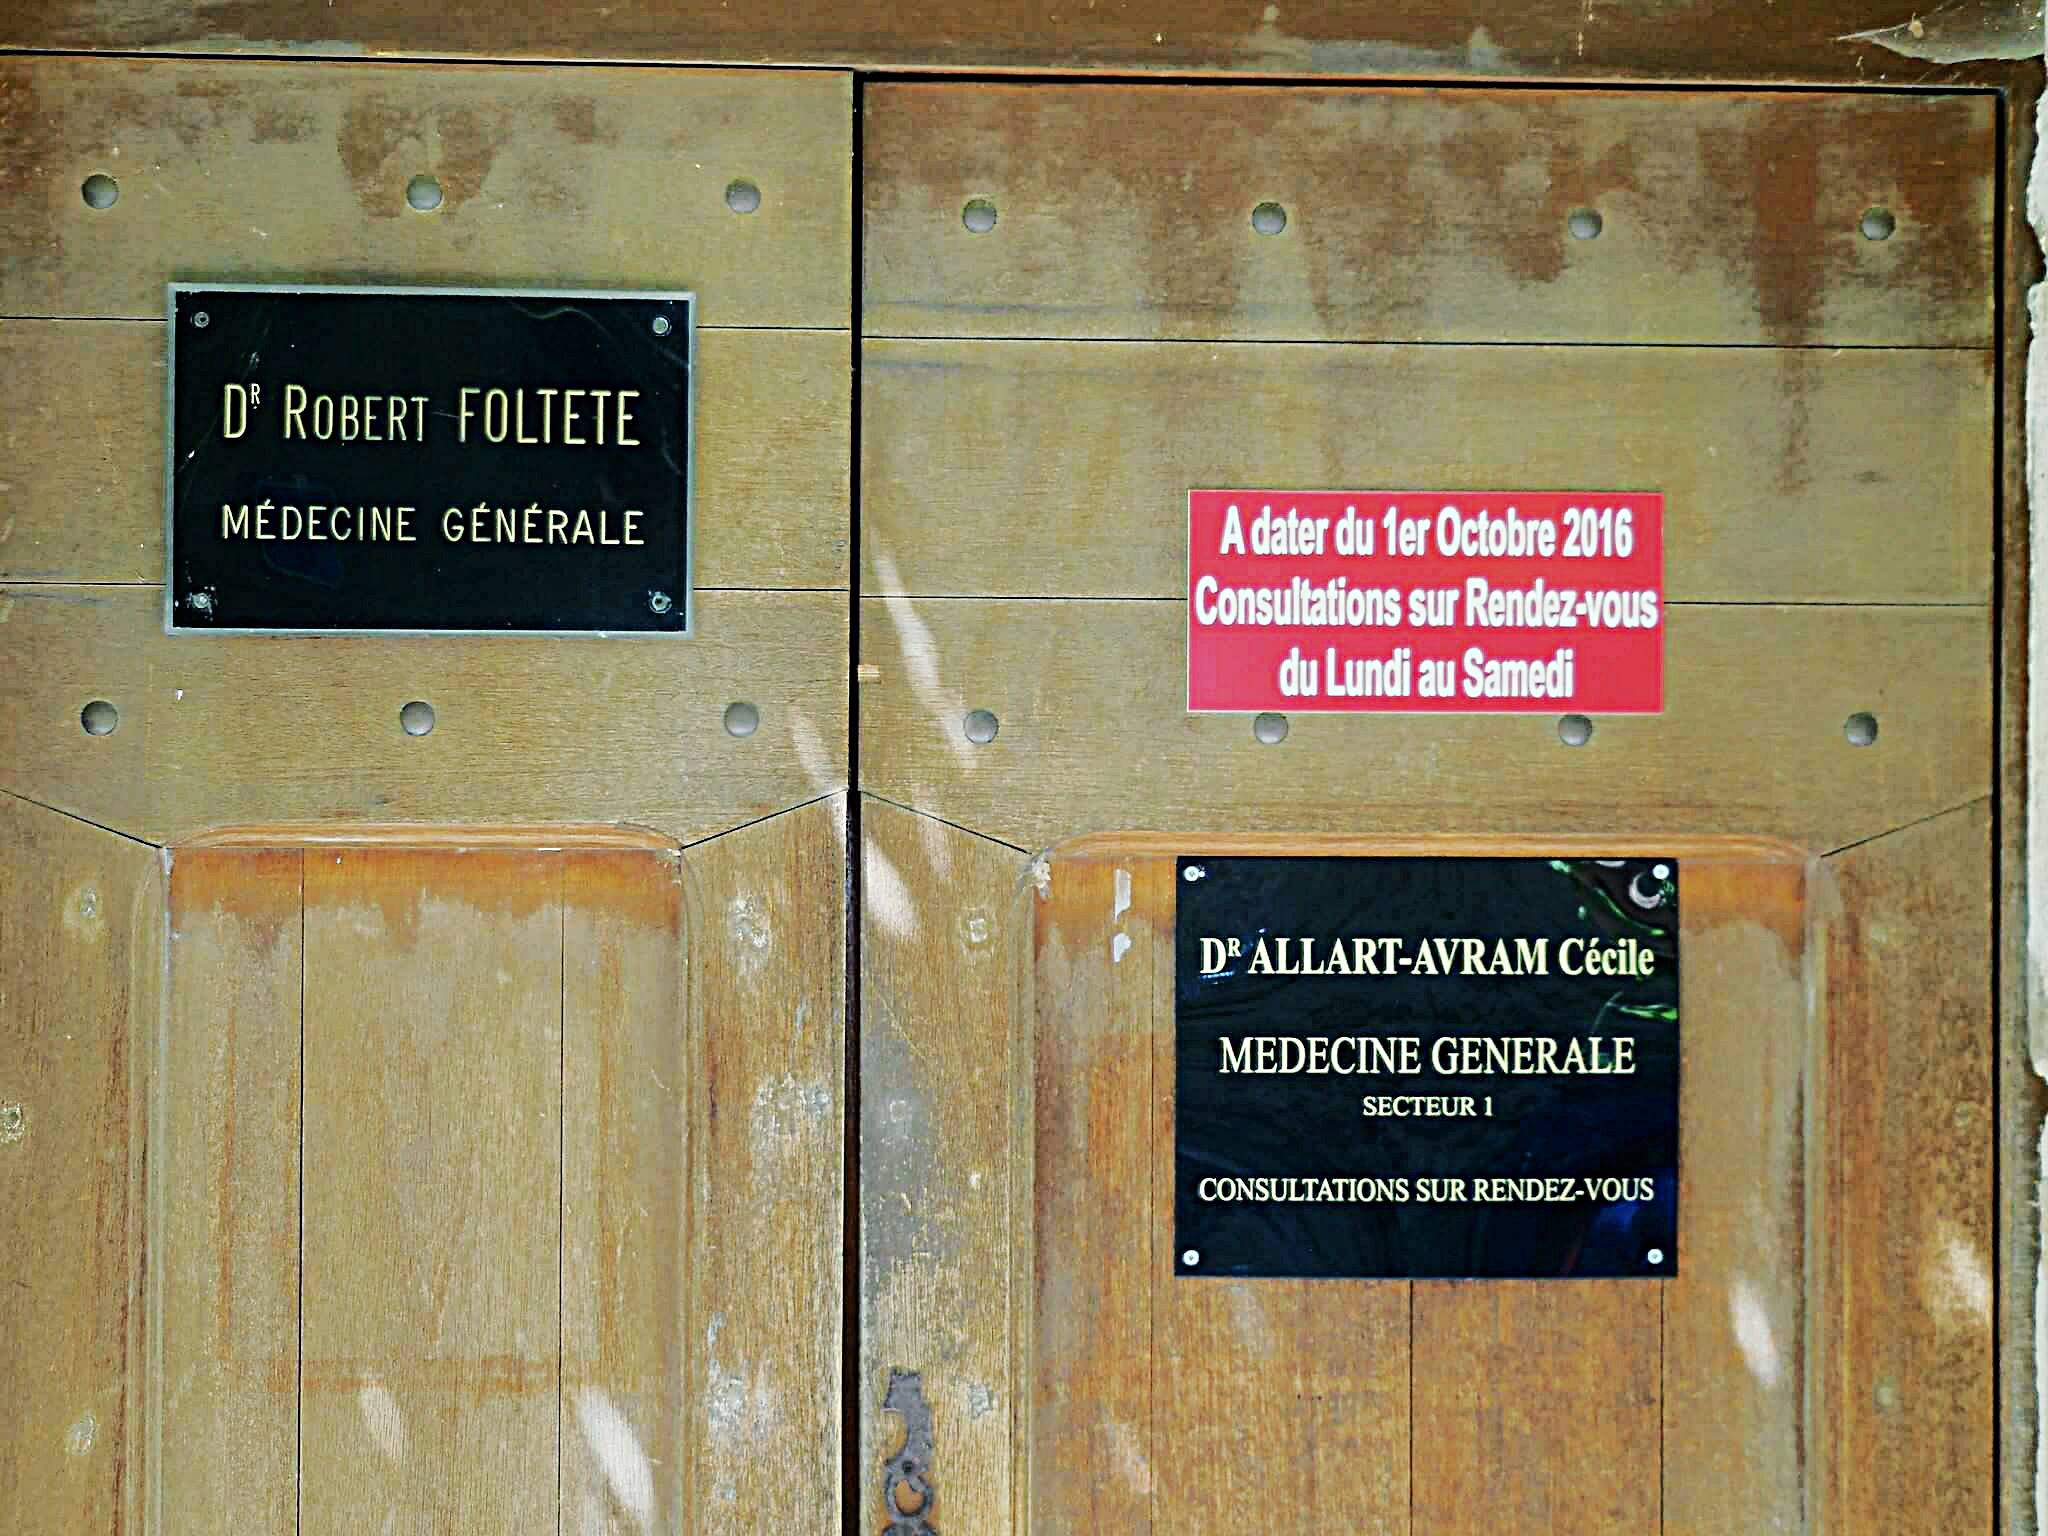 Dr Robert FOLTETE
MÉDECINE GÉNÉRALE
A dater du 1er Octobre 2016
Consultations sur Rendez-vous
du Lundi au Samedi
Dr ALLART-AVRAM Cécile
MEDECINE GENERALE
SECTEUR 1
CONSULTATIONS SUR RENDEZ-VOUS